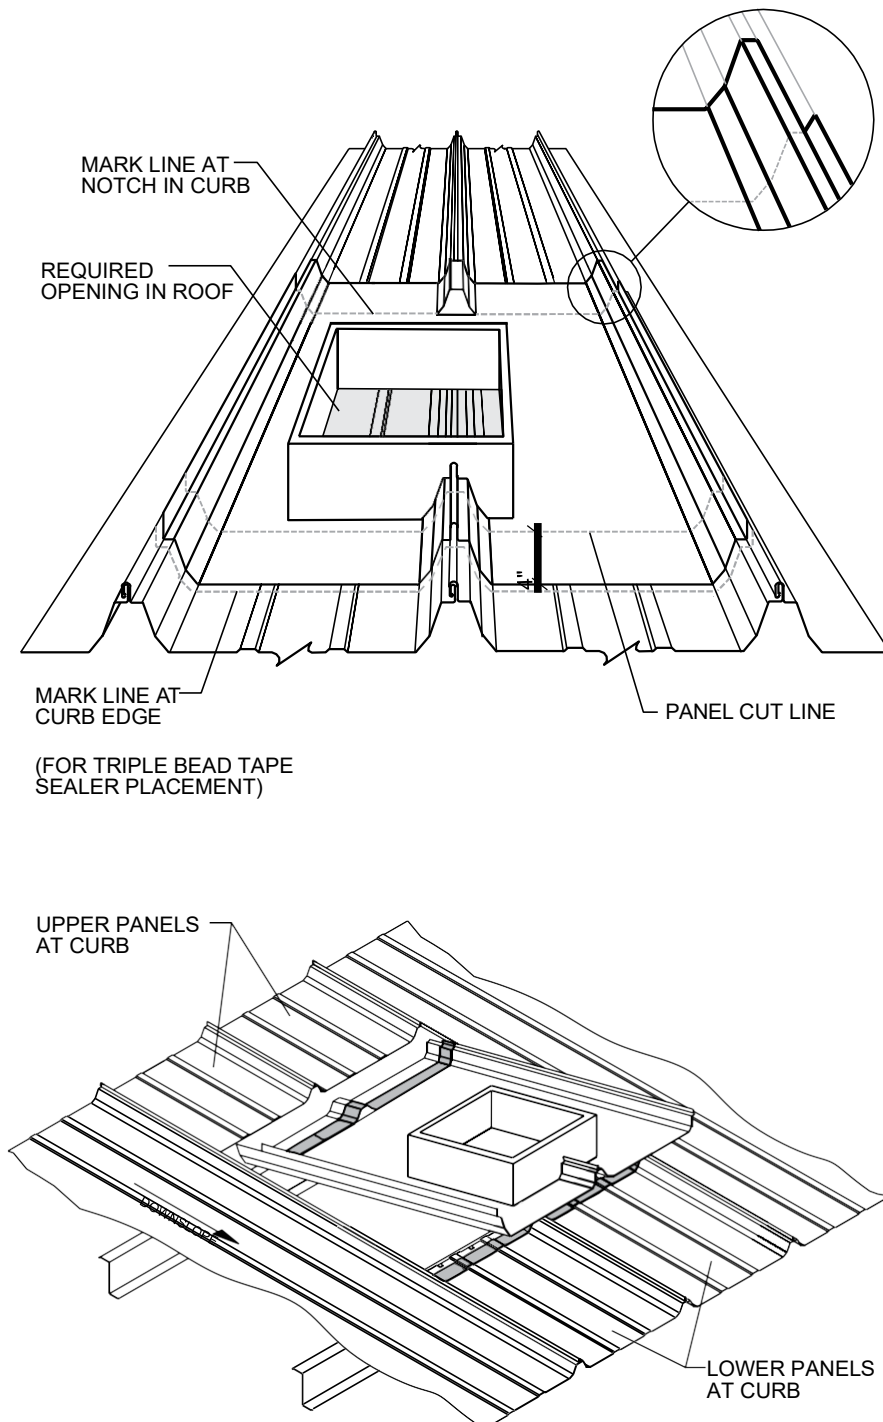 MARK LINE AT
NOTCH IN CURB
REQUIRED
OPENING IN ROOF
4"
MARK LINE AT
CURB EDGE
(FOR TRIPLE BEAD TAPE
SEALER PLACEMENT)
PANEL CUT LINE
UPPER PANELS
AT CURB
DOWNSLOPE
LOWER PANELS
AT CURB